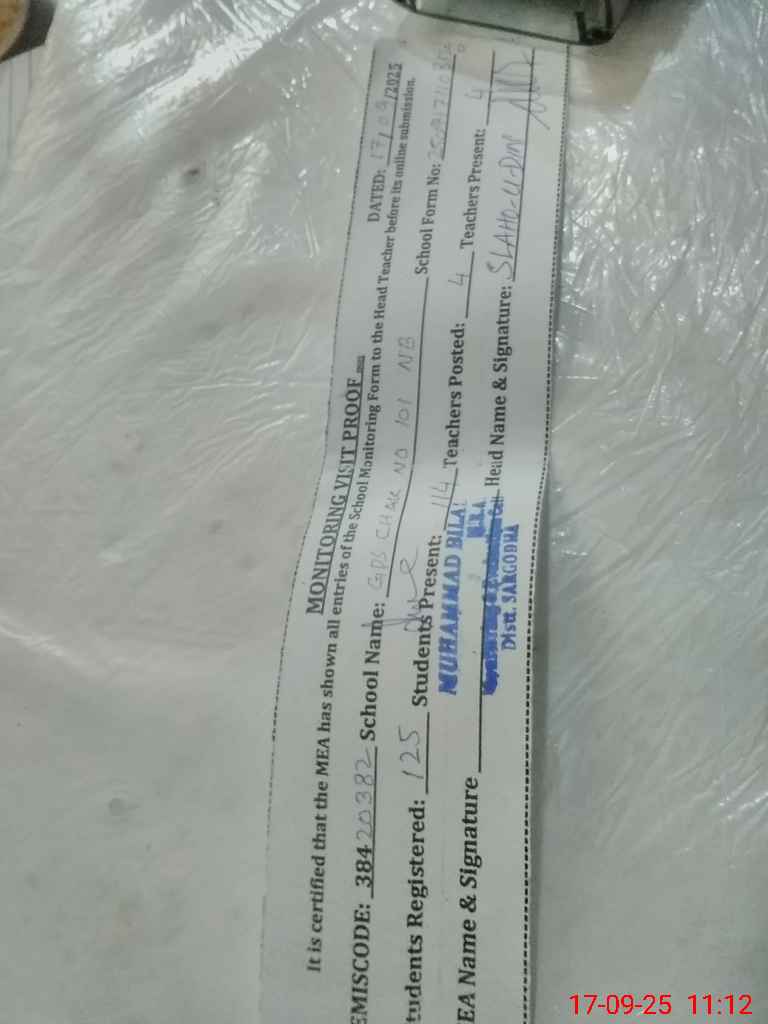 MONITORING VISIT PROOF
DATED: 17/09/2025
It is certified that the MEA has shown all entries of the School Monitoring Form to the Head Teacher before its online submission.
EMISCODE: 38420382 School Name: GPS CHAK NO 101 NB School Form No:
tudents Registered: 125 Students Present: 114 Teachers Posted: 4 Teachers Present: 4
MUHAMMAD BILAL
EA Name & Signature Head Name & Signature: SLAHO-U-DIN
Distt. SARGODHA
17-09-25 11:12